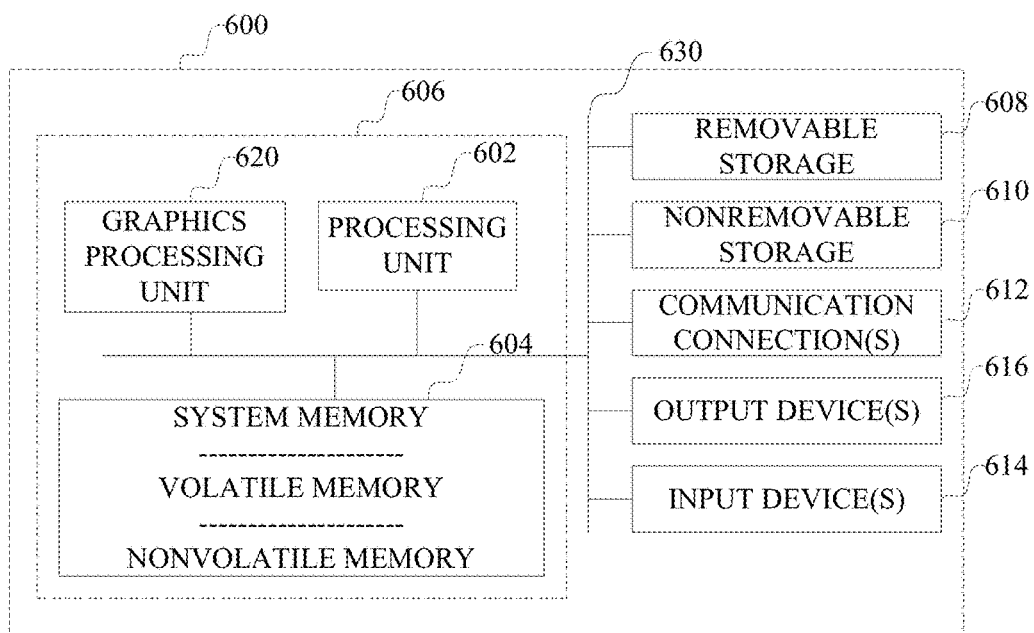 600
630
606
608
620
602
REMOVABLE
STORAGE
610
GRAPHICS
PROCESSING
UNIT
PROCESSING
UNIT
NONREMOVABLE
STORAGE
612
COMMUNICATION
CONNECTION(S)
604
616
SYSTEM MEMORY
OUTPUT DEVICE(S)
614
VOLATILE MEMORY
INPUT DEVICE(S)
NONVOLATILE MEMORY